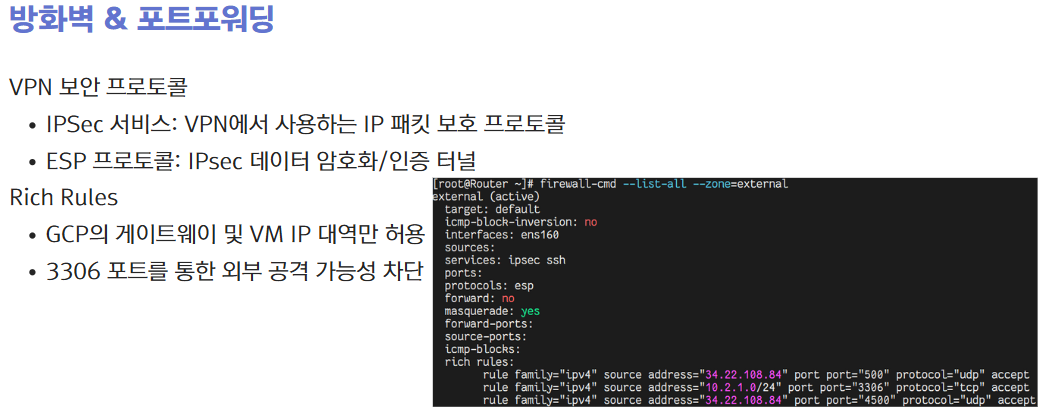 방화벽 & 포트포워딩
VPN 보안 프로토콜
• IPSec 서비스: VPN에서 사용하는 IP 패킷 보호 프로토콜
• ESP 프로토콜: IPsec 데이터 암호화/인증 터널
Rich Rules
• GCP의 게이트웨이 및 VM IP 대역만 허용
• 3306 포트를 통한 외부 공격 가능성 차단
[root@Router ~]# firewall-cmd --list-all --zone=external
external (active)
target: default
icmp-block-inversion: no
interfaces: ens160
sources:
services: ipsec ssh
ports:
protocols: esp
forward: no
masquerade: yes
forward-ports:
source-ports:
icmp-blocks:
rich rules:
rule family="ipv4" source address="34.22.108.84" port port="500" protocol="udp" accept
rule family="ipv4" source address="10.2.1.0/24" port port="3306" protocol="tcp" accept
rule family="ipv4" source address="34.22.108.84" port port="4500" protocol="udp" accept